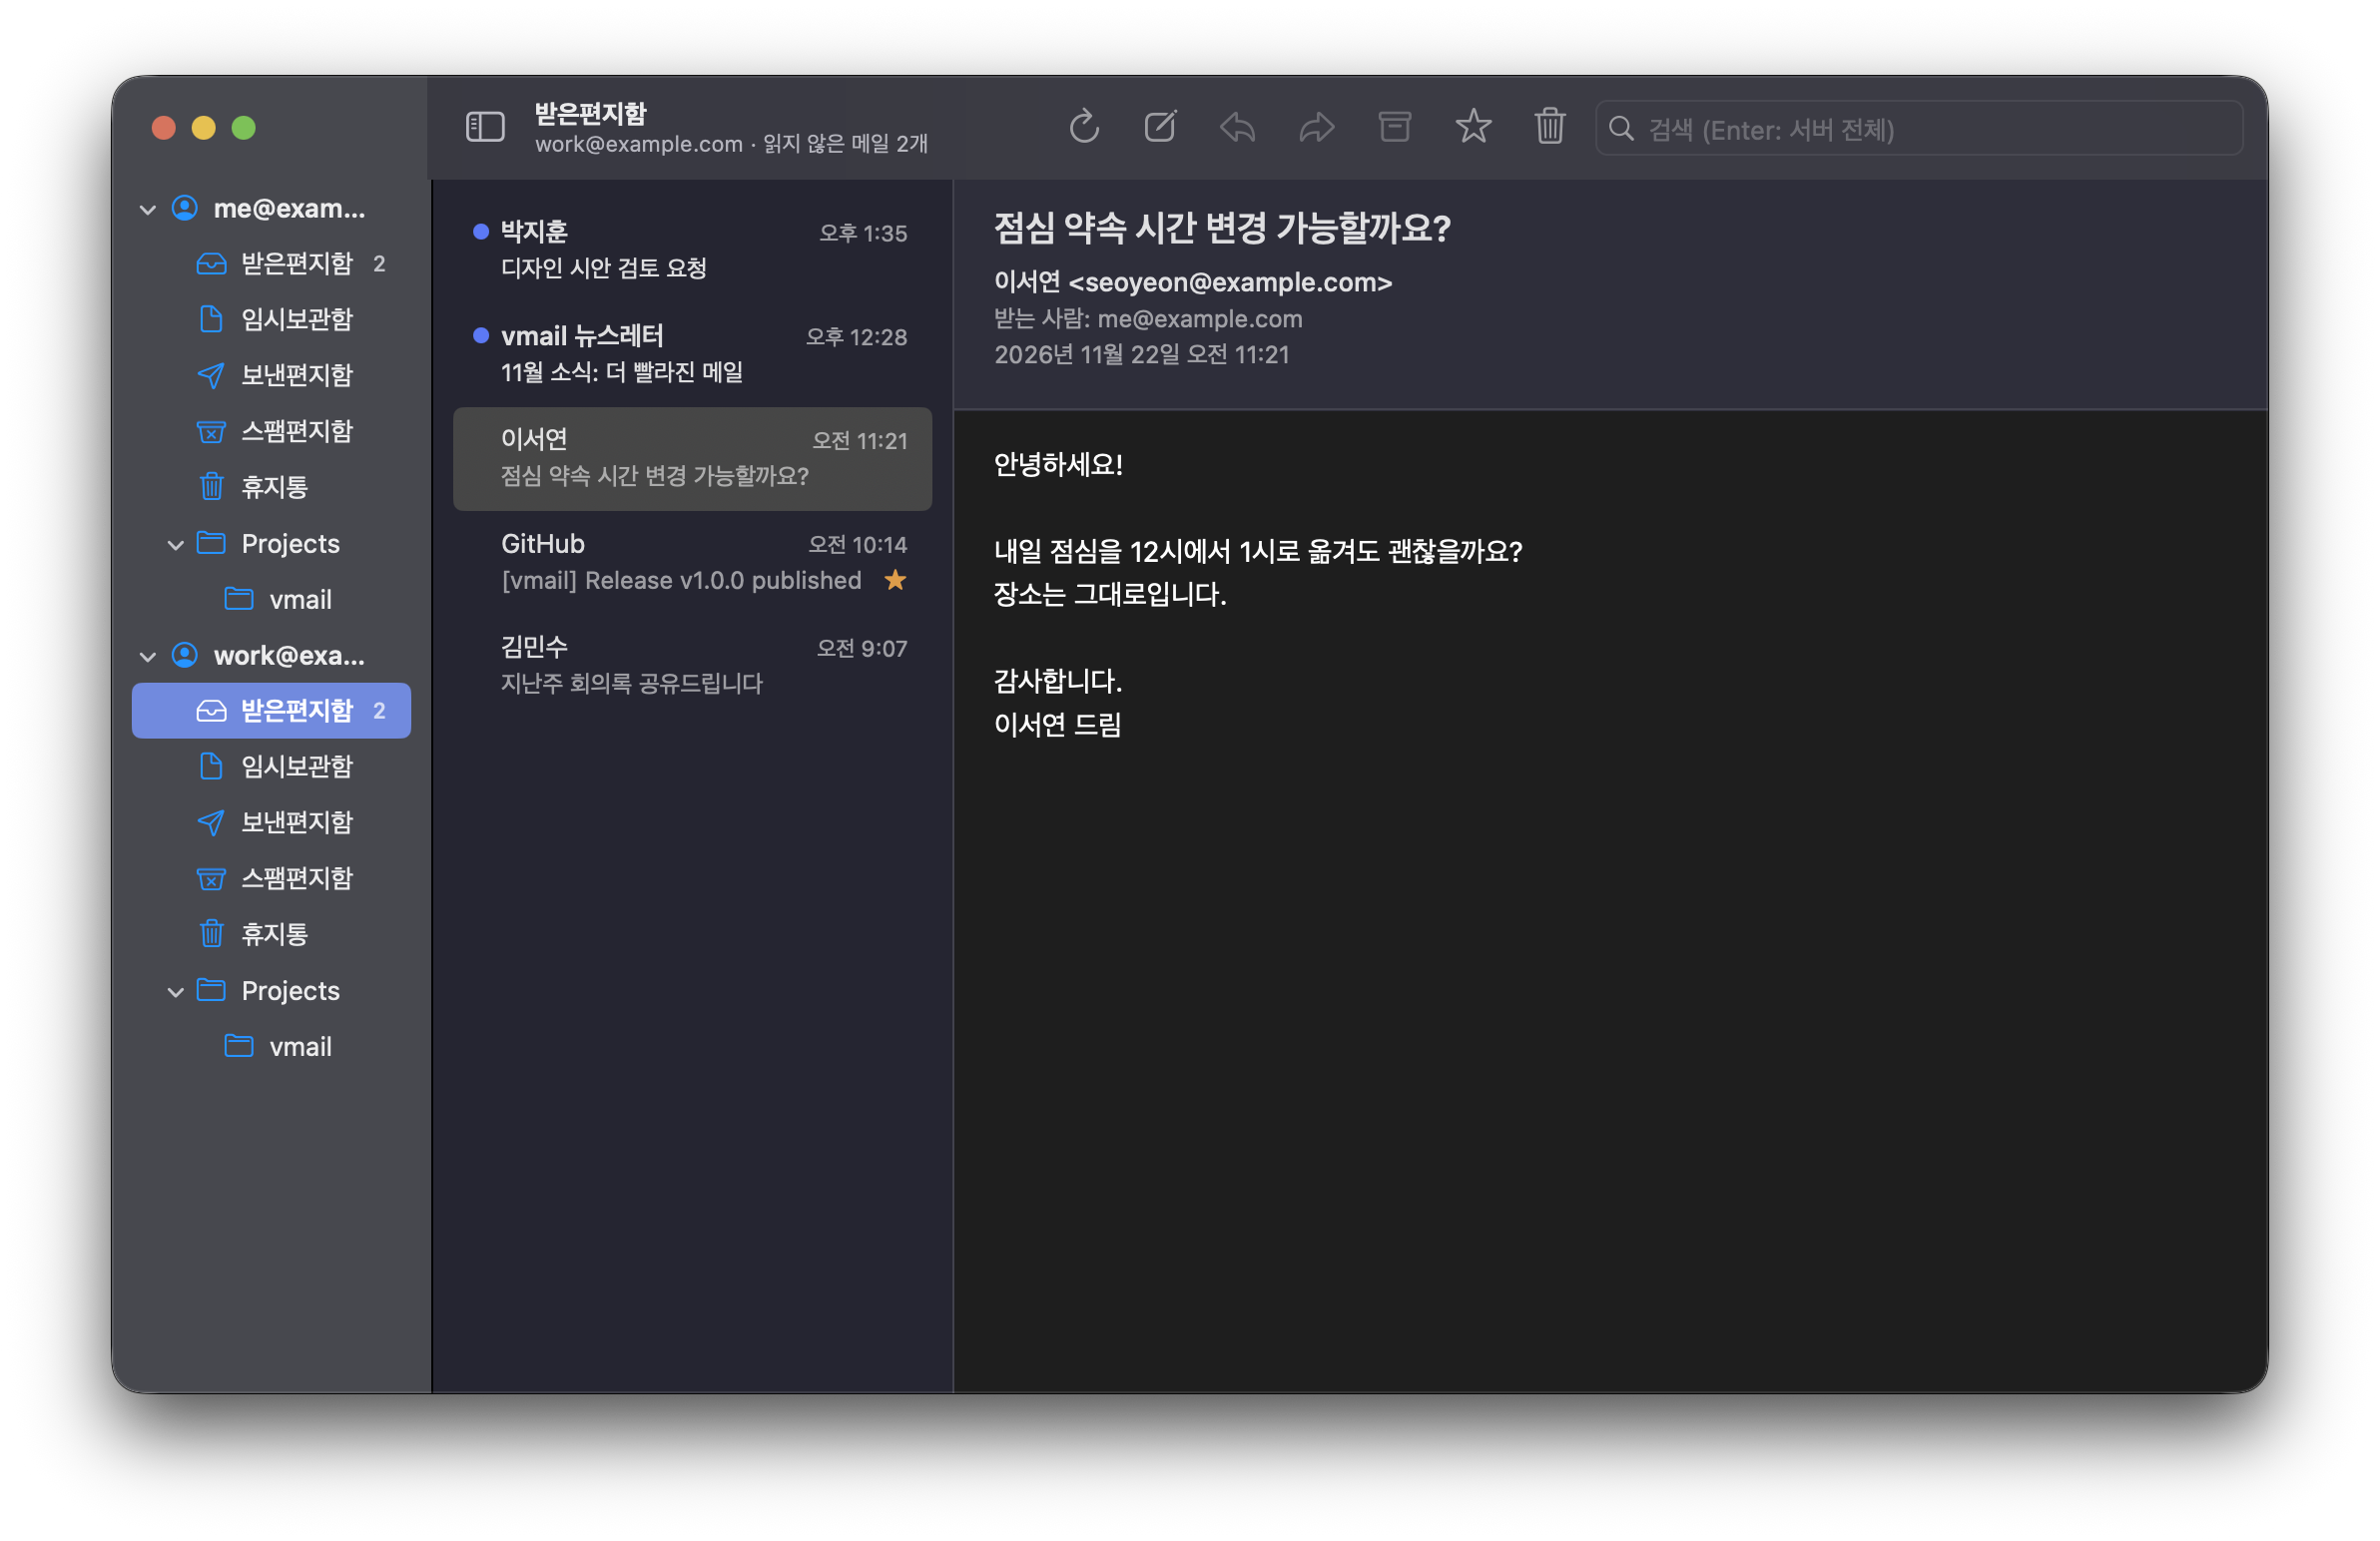 받은편지함
work@example.com · 읽지 않은 메일 2개
검색 (Enter: 서버 전체)
me@exam...
받은편지함 2
임시보관함
보낸편지함
스팸편지함
휴지통
Projects
vmail
work@exa...
받은편지함 2
임시보관함
보낸편지함
스팸편지함
휴지통
Projects
vmail
박지훈 오후 1:35
디자인 시안 검토 요청
vmail 뉴스레터 오후 12:28
11월 소식: 더 빨라진 메일
이서연 오전 11:21
점심 약속 시간 변경 가능할까요?
GitHub 오전 10:14
[vmail] Release v1.0.0 published
김민수 오전 9:07
지난주 회의록 공유드립니다
점심 약속 시간 변경 가능할까요?
이서연 <seoyeon@example.com>
받는 사람: me@example.com
2026년 11월 22일 오전 11:21
안녕하세요!
내일 점심을 12시에서 1시로 옮겨도 괜찮을까요?
장소는 그대로입니다.
감사합니다.
이서연 드림